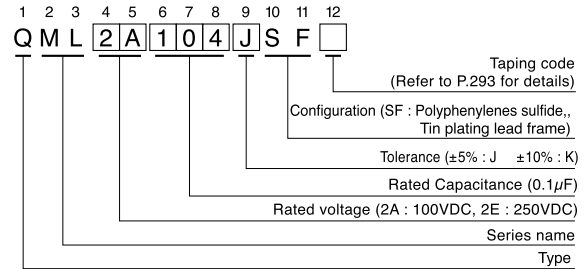 1 2 3 4 5 6 7 8 9 10 11 12
Q M L 2 A 1 0 4 J S F
Taping code
(Refer to P.293 for details)
Configuration (SF : Polyphenylenes sulfide,,
Tin plating lead frame)
Tolerance (±5% : J ±10% : K)
Rated Capacitance (0.1μF)
Rated voltage (2A : 100VDC, 2E : 250VDC)
Series name
Type